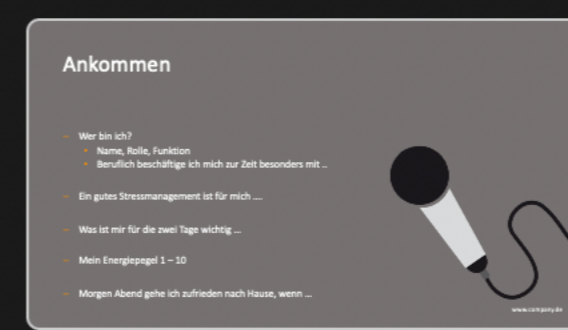 Ankommen
– Wer bin ich?
• Name, Rolle, Funktion
• Beruflich beschäftige ich mich zur Zeit besonders mit ..
– Ein gutes Stressmanagement ist für mich ....
– Was ist mir für die zwei Tage wichtig ...
– Mein Energiepegel 1 – 10
– Morgen Abend gehe ich zufrieden nach Hause, wenn ...
www.company.de